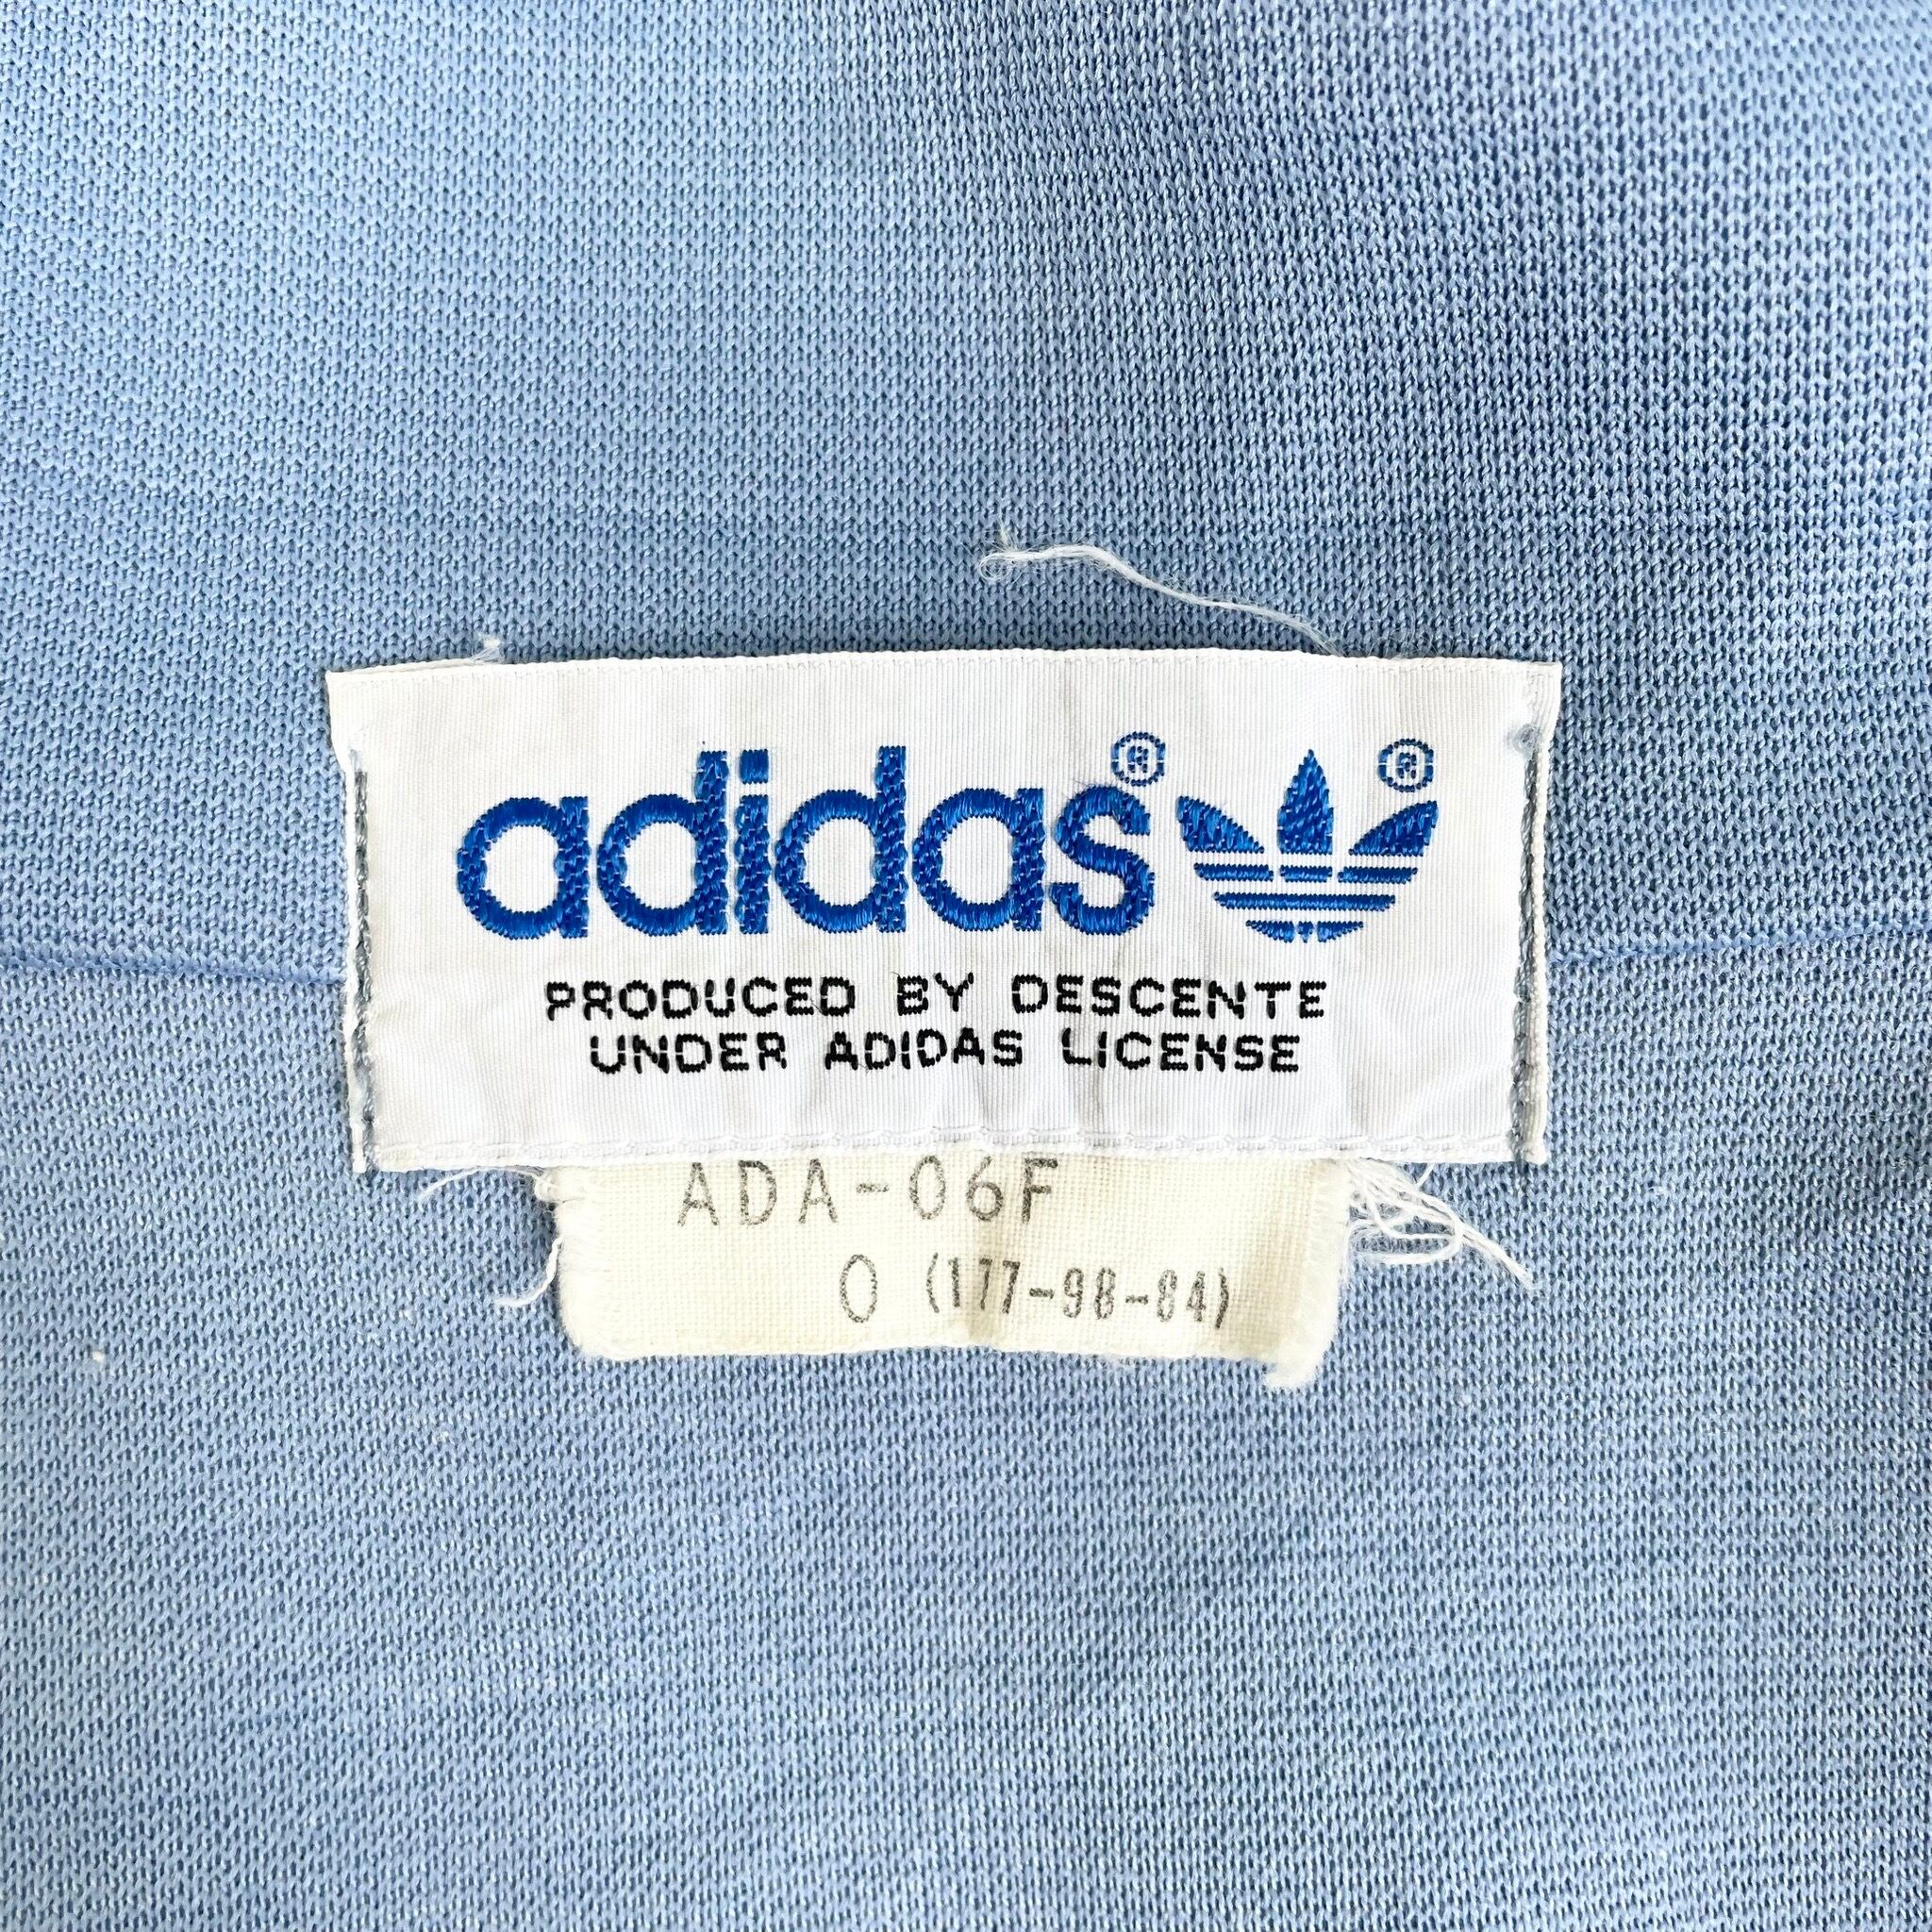 adidas® ®
PRODUCED BY DESCENTE
UNDER ADIDAS LICENSE
ADA-06F
O (177-98-84)